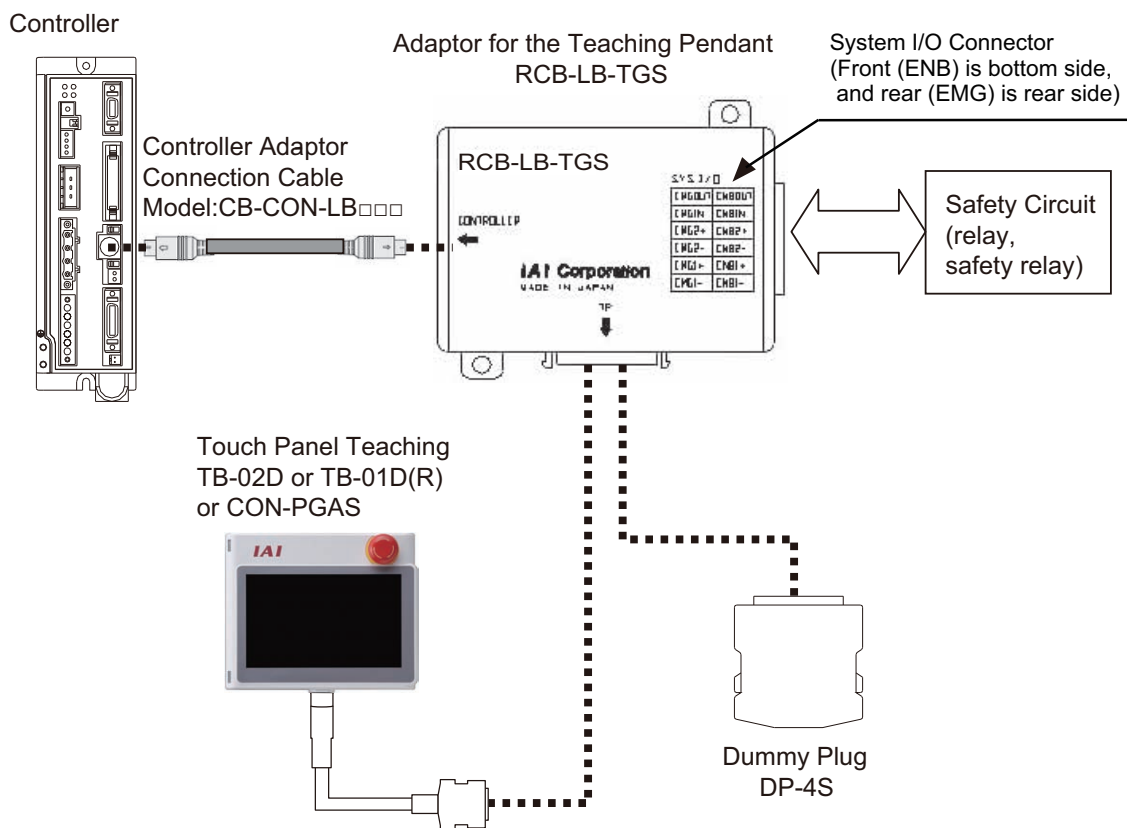 Controller
Adaptor for the Teaching Pendant
RCB-LB-TGS
System I/O Connector
(Front (ENB) is bottom side,
and rear (EMG) is rear side)
Controller Adaptor
Connection Cable
Model:CB-CON-LB□□□
RCB-LB-TGS
CONTROLLER
IAI Corporation
MADE IN JAPAN
TP
SYS I/O
EMGOUT ENBOUT
EMGIN ENBIN
EMG2+ ENB2+
EMG2- ENB2-
EMG1+ ENB1+
EMG1- ENB1-
Safety Circuit
(relay,
safety relay)
Touch Panel Teaching
TB-02D or TB-01D(R)
or CON-PGAS
IAI
Dummy Plug
DP-4S